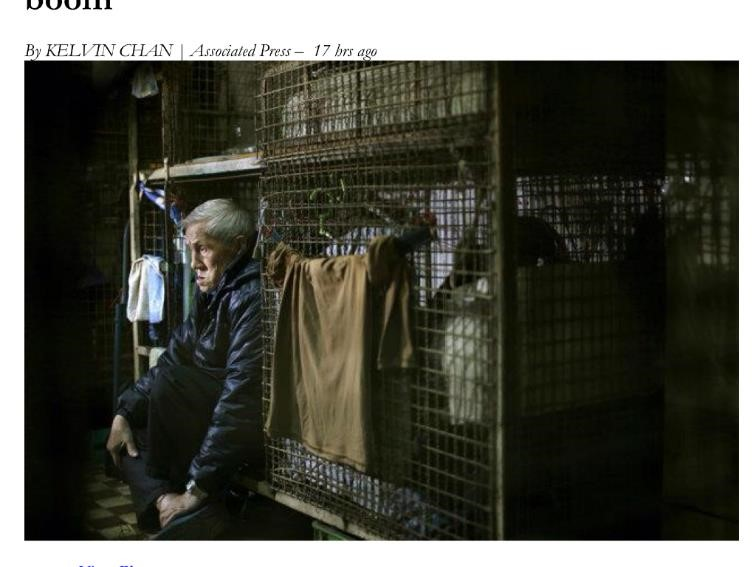 boom
By KELVIN CHAN | Associated Press – 17 hrs ago